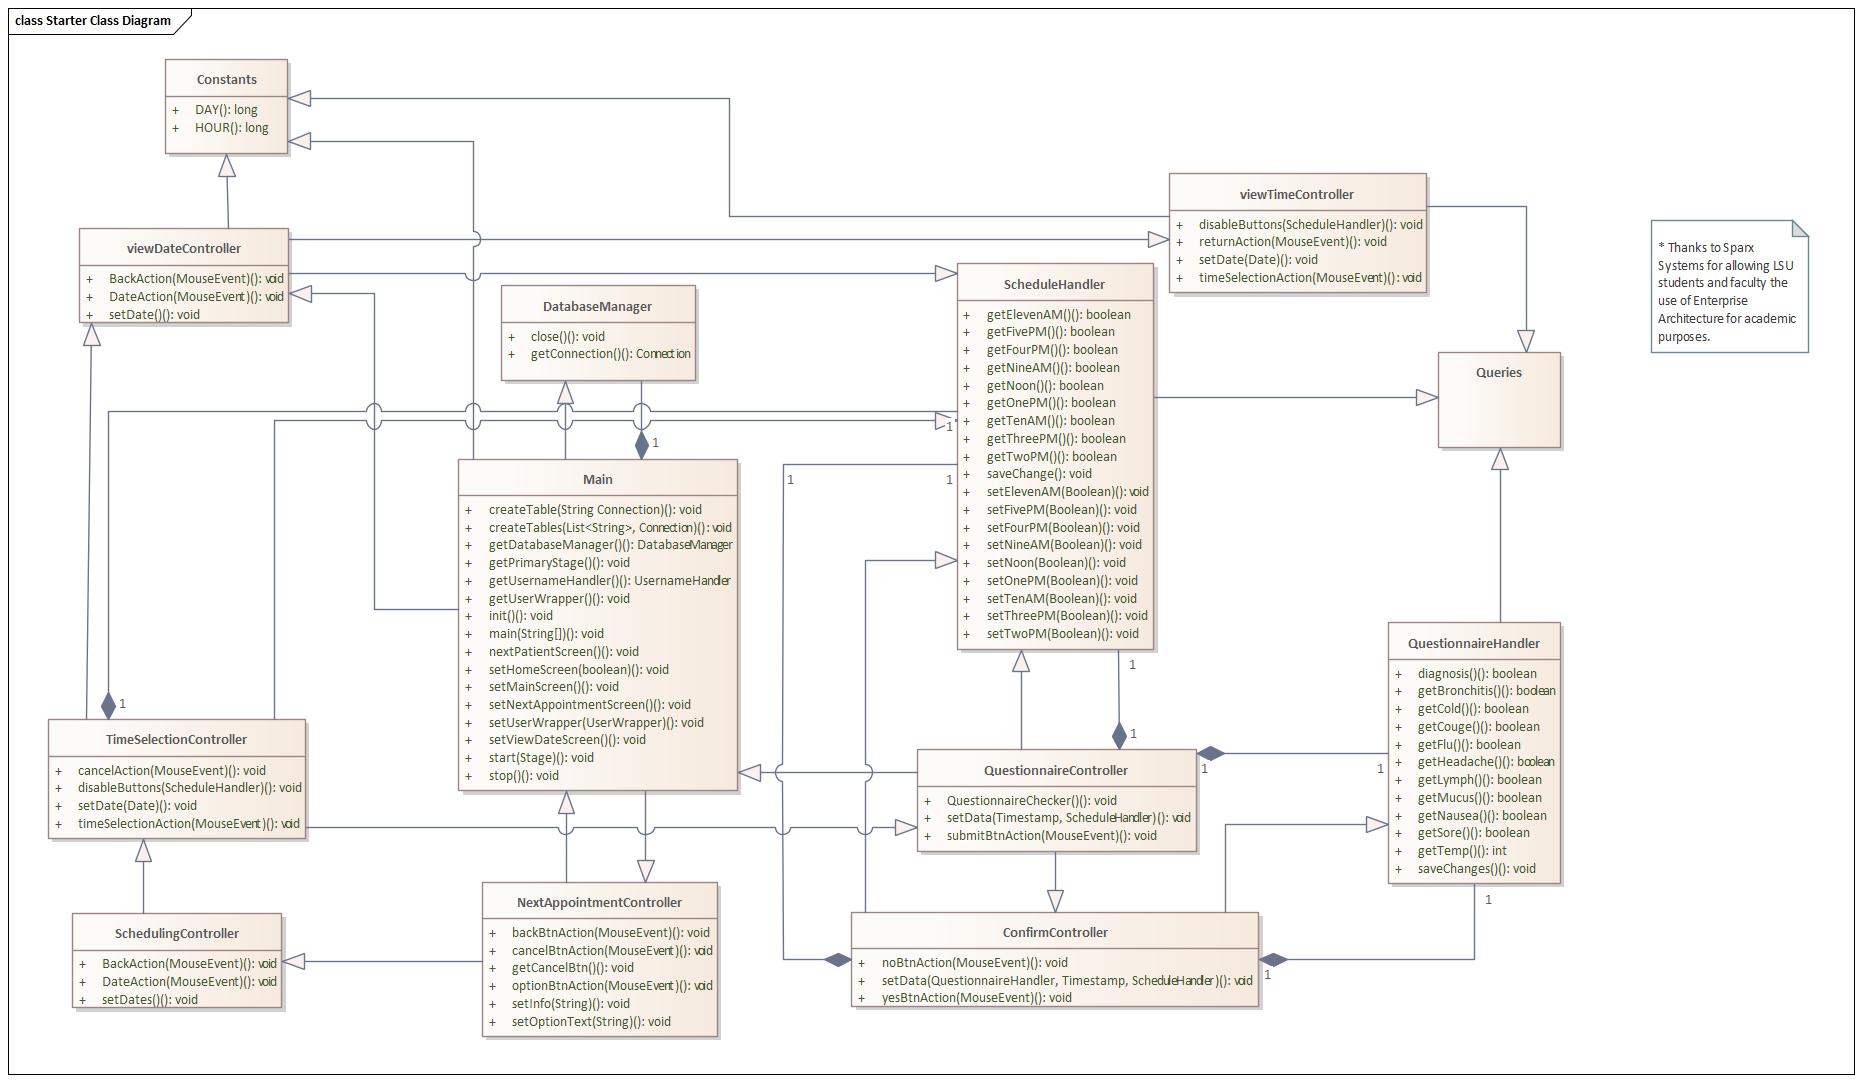 class Starter Class Diagram
Constants
+ DAY(): long
+ HOUR(): long
viewTimeController
+ disableButtons(ScheduleHandler)(): void
+ returnAction(MouseEvent)(): void
+ setDate(Date)(): void
+ timeSelectionAction(MouseEvent)(): void
* Thanks to Sparx
Systems for allowing LSU
students and faculty the
use of Enterprise
Architecture for academic
purposes.
viewDateController
+ BackAction(MouseEvent)(): void
+ DateAction(MouseEvent)(): void
+ setDate()(): void
DatabaseManager
+ close()(): void
+ getConnection()(): Connection
1
ScheduleHandler
+ getElevenAM()(): boolean
+ getFivePM()(): boolean
+ getFourPM()(): boolean
+ getNineAM()(): boolean
+ getNoon()(): boolean
+ getOnePM()(): boolean
+ getTenAM()(): boolean
+ getThreePM()(): boolean
+ getTwoPM()(): boolean
+ saveChange(): void
+ setElevenAM(Boolean)(): void
+ setFivePM(Boolean)(): void
+ setFourPM(Boolean)(): void
+ setNineAM(Boolean)(): void
+ setNoon(Boolean)(): void
+ setOnePM(Boolean)(): void
+ setTenAM(Boolean)(): void
+ setThreePM(Boolean)(): void
+ setTwoPM(Boolean)(): void
1
1
1
1
1
Queries
Main
+ createTable(String Connection)(): void
+ createTables(List<String>, Connection)(): void
+ getDatabaseManager()(): DatabaseManager
+ getPrimaryStage()(): void
+ getUsernameHandler()(): UsernameHandler
+ getUserWrapper()(): void
+ init()(): void
+ main(String[])(): void
+ nextPatientScreen()(): void
+ setHomeScreen(boolean)(): void
+ setMainScreen()(): void
+ setNextAppointmentScreen()(): void
+ setUserWrapper(UserWrapper)(): void
+ setViewDateScreen()(): void
+ start(Stage)(): void
+ stop()(): void
QuestionnaireHandler
+ diagnosis()(): boolean
+ getBronchitis()(): boolean
+ getCold()(): boolean
+ getCouge()(): boolean
+ getFlu()(): boolean
+ getHeadache()(): boolean
+ getLymph()(): boolean
+ getMucus()(): boolean
+ getNausea()(): boolean
+ getSore()(): boolean
+ getTemp()(): int
+ saveChanges()(): void
1
1
1
1
TimeSelectionController
+ cancelAction(MouseEvent)(): void
+ disableButtons(ScheduleHandler)(): void
+ setDate(Date)(): void
+ timeSelectionAction(MouseEvent)(): void
1
QuestionnaireController
+ QuestionnaireChecker()(): void
+ setData(Timestamp, ScheduleHandler)(): void
+ submitBtnAction(MouseEvent)(): void
SchedulingController
+ BackAction(MouseEvent)(): void
+ DateAction(MouseEvent)(): void
+ setDates()(): void
NextAppointmentController
+ backBtnAction(MouseEvent)(): void
+ cancelBtnAction(MouseEvent)(): void
+ getCancelBtn()(): void
+ optionBtnAction(MouseEvent)(): void
+ setInfo(String)(): void
+ setOptionText(String)(): void
ConfirmController
+ noBtnAction(MouseEvent)(): void
+ setData(QuestionnaireHandler, Timestamp, ScheduleHandler)(): void
+ yesBtnAction(MouseEvent)(): void